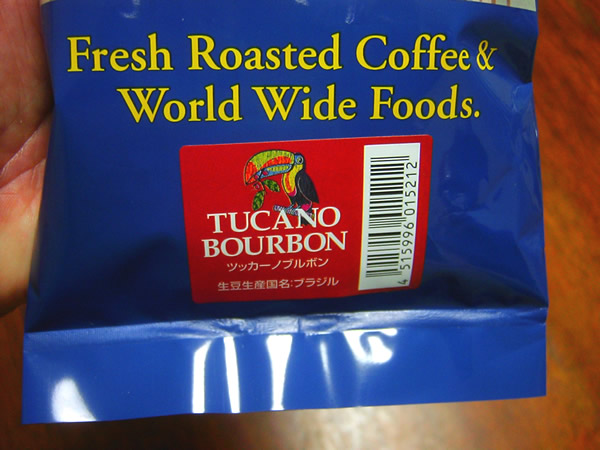 Fresh Roasted Coffee &
World Wide Foods.
TUCANO
BOURBON
ツッカーノブルボン
生豆生産国名:ブラジル
4 515996 015212